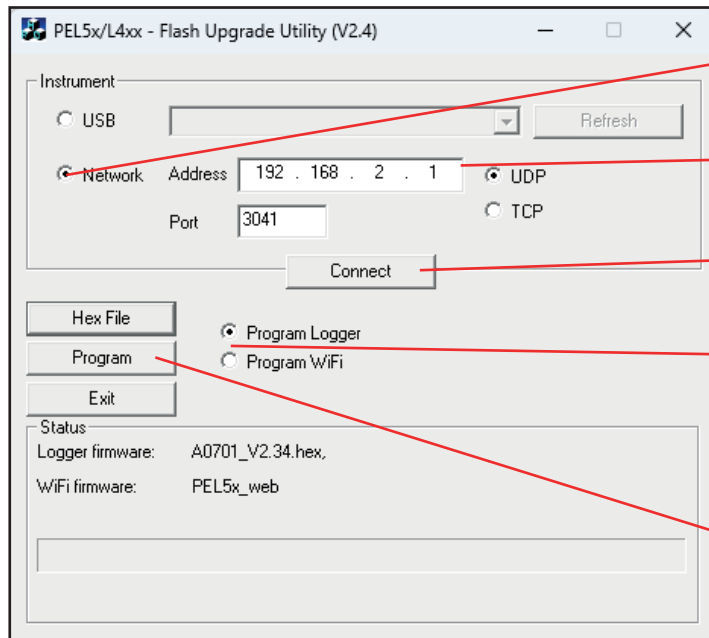 PEL5x/L4xx - Flash Upgrade Utility (V2.4)
Instrument
USB
Refresh
Network Address 192 . 168 . 2 . 1 UDP
Port 3041 TCP
Connect
Hex File
Program Logger
Program
Program WiFi
Exit
Status
Logger firmware: A0701_V2.34.hex,
WiFi firmware: PEL5x_web